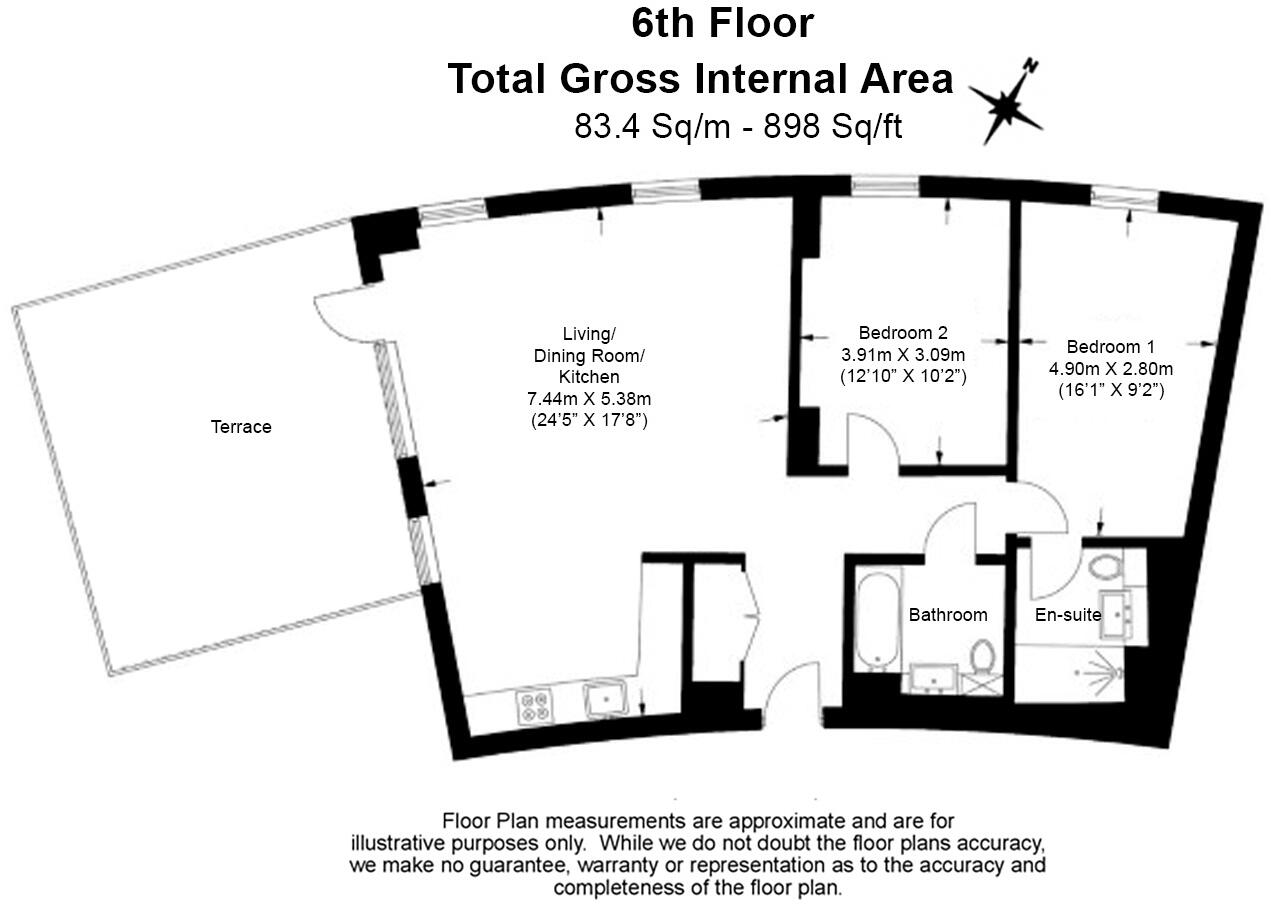 6th Floor
Total Gross Internal Area
83.4 Sq/m - 898 Sq/ft
N
Living/
Dining Room/
Kitchen
7.44m X 5.38m
(24'5” X 17'8”)
Bedroom 2
3.91m X 3.09m
(12'10” X 10'2”)
Bedroom 1
4.90m X 2.80m
(16'1” X 9'2”)
Terrace
Bathroom
En-suite
Floor Plan measurements are approximate and are for
illustrative purposes only.  While we do not doubt the floor plans accuracy,
we make no guarantee, warranty or representation as to the accuracy and
completeness of the floor plan.